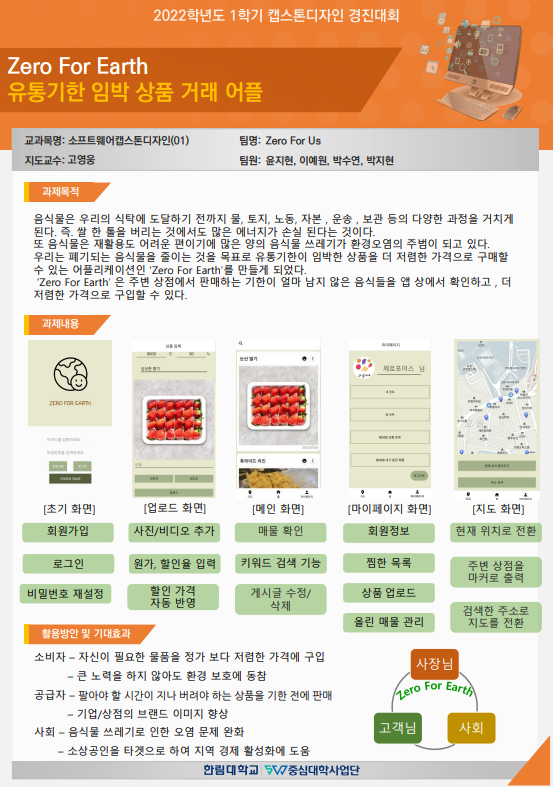 2022학년도 1학기 캡스톤디자인 경진대회
Zero For Earth
유통기한 임박 상품 거래 어플
교과목명: 소프트웨어캡스톤디자인(01)
팀명: Zero For Us
지도교수: 고영웅
팀원: 윤지현, 이예원, 박수연, 박지현
과제목적
음식물은 우리의 식탁에 도달하기 전까지 물, 토지, 노동, 자본 , 운송 , 보관 등의 다양한 과정을 거치게
된다. 즉. 쌀 한 톨을 버리는 것에서도 많은 에너지가 손실 된다는 것이다.
또 음식물은 재활용도 어려운 편이기에 많은 양의 음식물 쓰레기가 환경오염의 주범이 되고 있다.
우리는 폐기되는 음식물을 줄이는 것을 목표로 유통기한이 임박한 상품을 더 저렴한 가격으로 구매할
수 있는 어플리케이션인 'Zero For Earth'를 만들게 되었다.
'Zero For Earth' 은 주변 상점에서 판매하는 기한이 얼마 남지 않은 음식들을 앱 상에서 확인하고 , 더
저렴한 가격으로 구입할 수 있다.
과제내용
ZERO FOR EARTH
상품 등록
눈산 딸기
후라이드 치킨
마이페이지
제로포어스 님
[초기 화면]
회원가입
로그인
비밀번호 재설정
[업로드 화면]
사진/비디오 추가
원가, 할인율 입력
할인 가격
자동 반영
[메인 화면]
매물 확인
키워드 검색 기능
게시글 수정/
삭제
[마이페이지 화면]
회원정보
찜한 목록
상품 업로드
올린 매물 관리
[지도 화면]
현재 위치로 전환
주변 상점을
마커로 출력
검색한 주소로
지도를 전환
활용방안 및 기대효과
소비자 – 자신이 필요한 물품을 정가 보다 저렴한 가격에 구입
– 큰 노력을 하지 않아도 환경 보호에 동참
공급자 – 팔아야 할 시간이 지나 버려야 하는 상품을 기한 전에 판매
– 기업/상점의 브랜드 이미지 향상
사회 – 음식물 쓰레기로 인한 오염 문제 완화
– 소상공인을 타겟으로 하여 지역 경제 활성화에 도움
사장님
Zero For Earth
고객님
사회
한림대학교 SW중심대학사업단